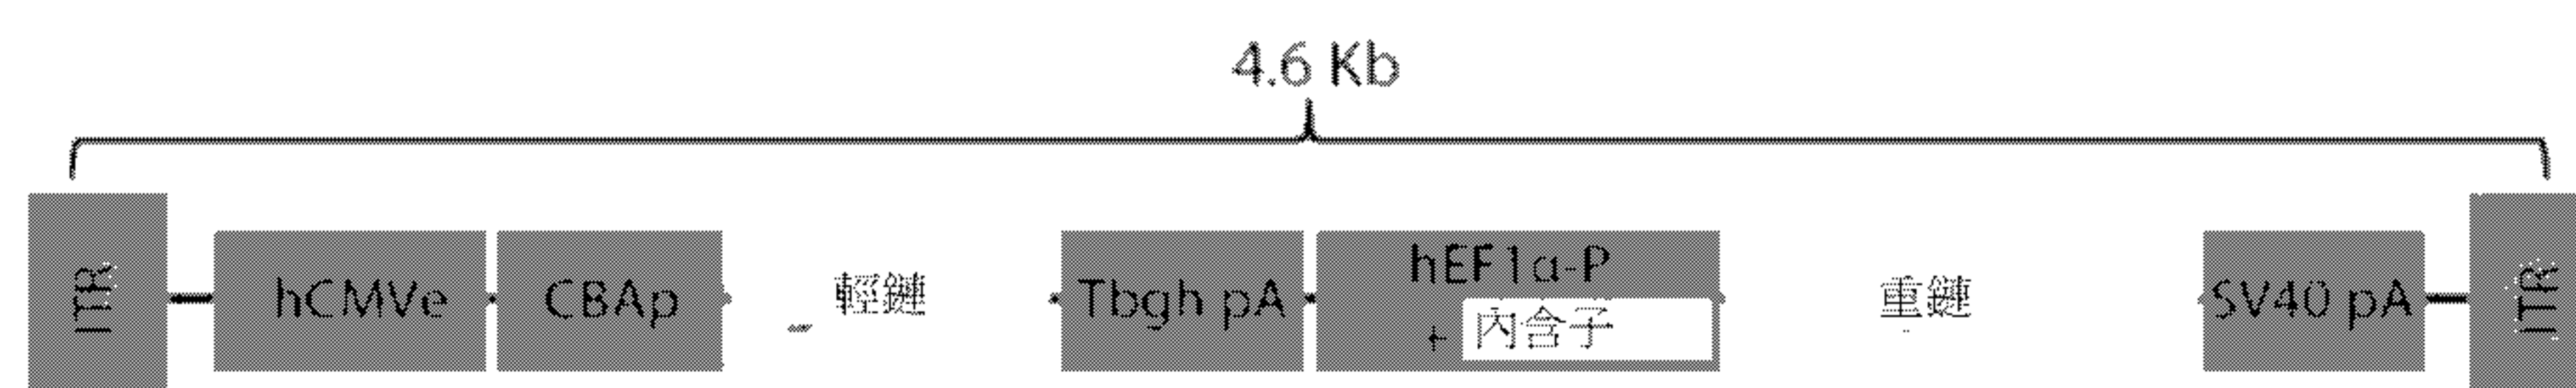 4.6 Kb
ITR
hCMVe
CBAp
輕鏈
Tbgh pA
hEF1α-P
+ 內含子
重鏈
SV40 pA
ITR